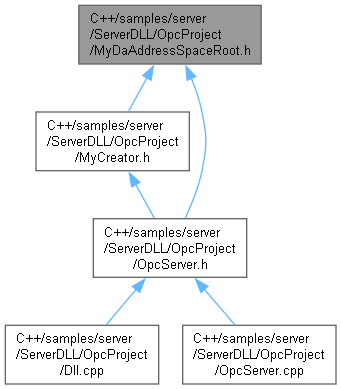 C++/samples/server
/ServerDLL/OpcProject
/MyDaAddressSpaceRoot.h
C++/samples/server
/ServerDLL/OpcProject
/MyCreator.h
C++/samples/server
/ServerDLL/OpcProject
/OpcServer.h
C++/samples/server
/ServerDLL/OpcProject
/Dll.cpp
C++/samples/server
/ServerDLL/OpcProject
/OpcServer.cpp